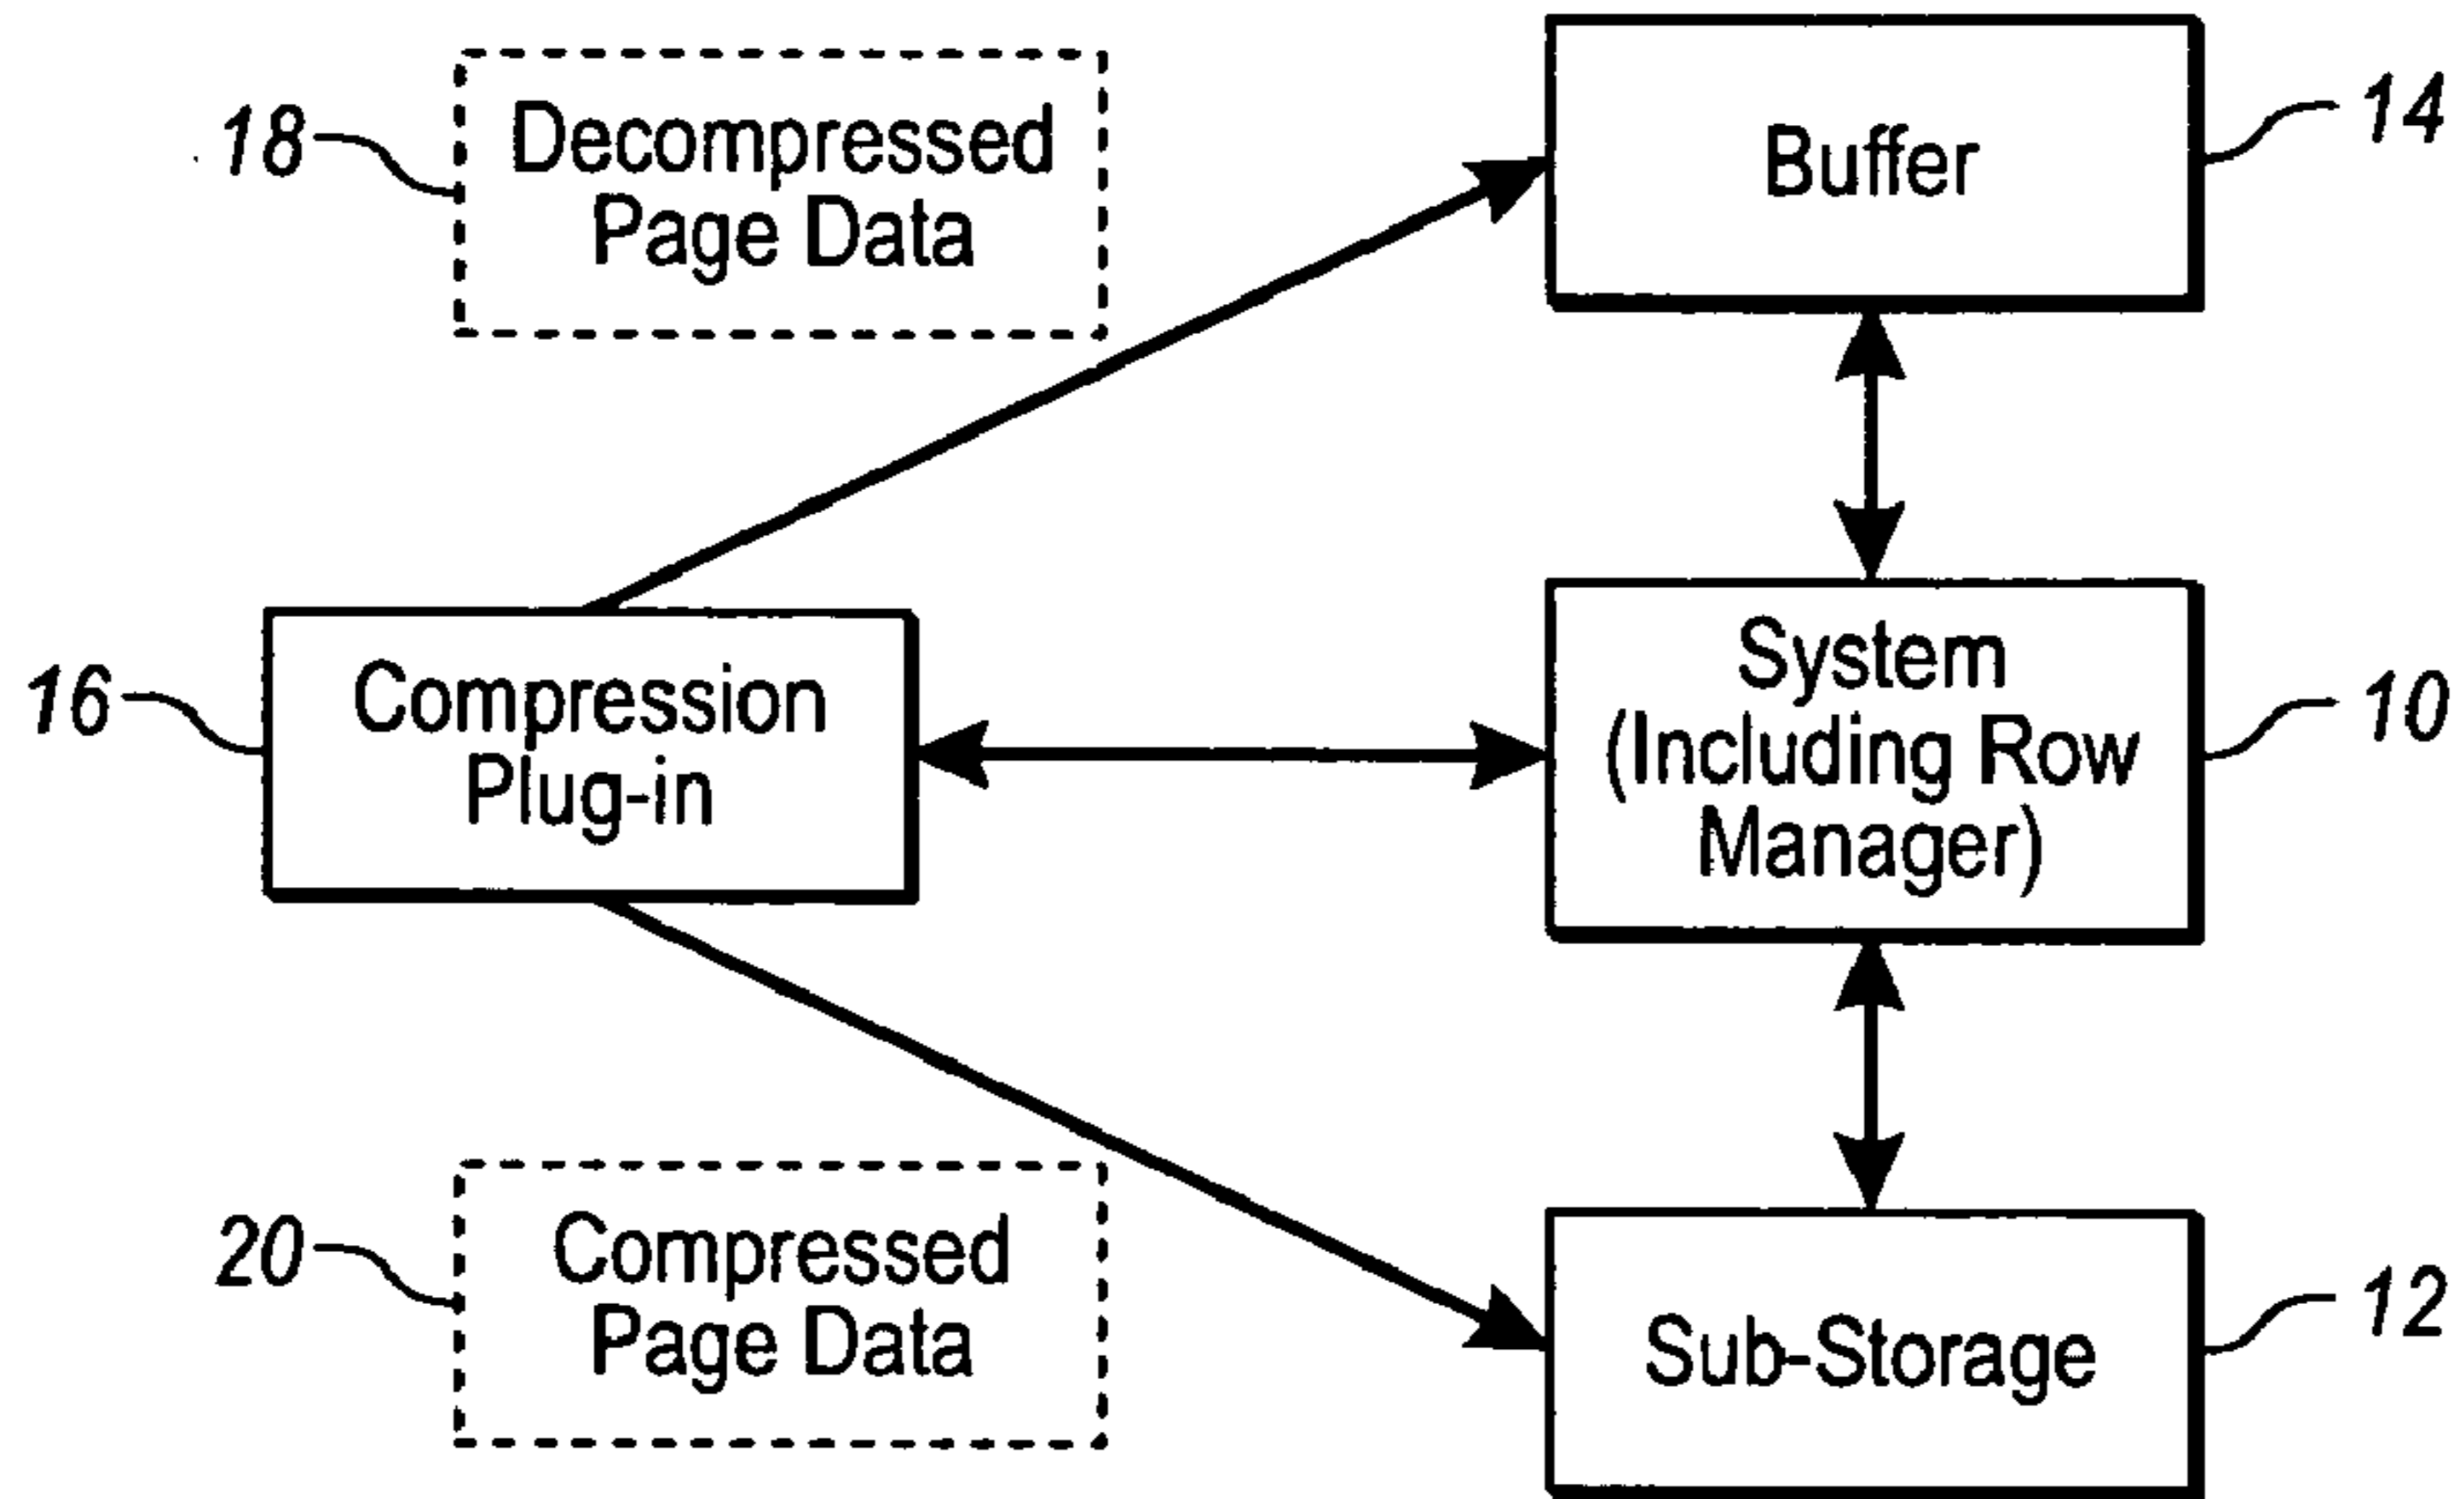 18
Decompressed
Page Data
Buffer
14
16
Compression
Plug-in
System
(Including Row
Manager)
10
20
Compressed
Page Data
Sub-Storage
12